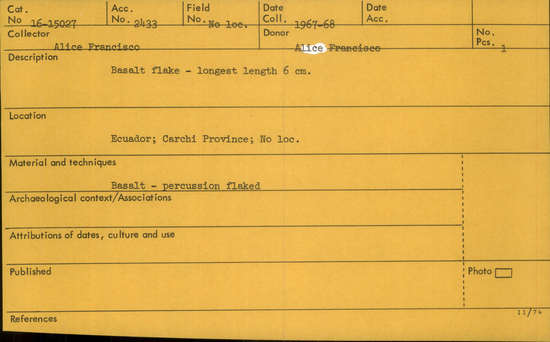 Cat. No 16-15027 Acc. No. 2433 Field No. No loc. Date Coll. 1967-68 Date Acc.
Collector Alice Francisco Donor Alice Francisco No. Pcs. 1
Description
Basalt flake - longest length 6 cm.
Location
Ecuador; Carchi Province; No loc.
Material and techniques
Basalt - percussion flaked
Archaeological context/Associations
Attributions of dates, culture and use
Published Photo
11/74
References